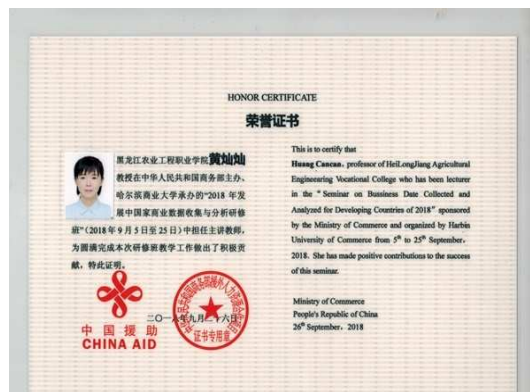 HONOR CERTIFICATE
荣誉证书
黑龙江农业工程职业学院黄灿灿
教授在中华人民共和国商务部主办、
哈尔滨商业大学承办的“2018 年发
展中国家商业数据收集与分析研修
班”(2018 年 9 月 5 日至 25 日)中担任主讲教师,
为圆满完成本次研修班教学工作做出了积极贡
献，特此证明。
二〇一八年九月二十六日
中国援助
CHINA AID
证书专用章
This is to certify that
Huang Cancan, professor of HeiLongJiang Agricultural
Engineering Vocational College who has been lecturer
in the “Seminar on Bussiness Date Collected and
Analyzed for Developing Countries of 2018” sponsored
by the Ministry of Commerce and organized by Harbin
University of Commerce from 5th to 25th September,
2018. She has made positive contributions to the success
of this seminar.
Ministry of Commerce
People's Republic of China
26th September, 2018